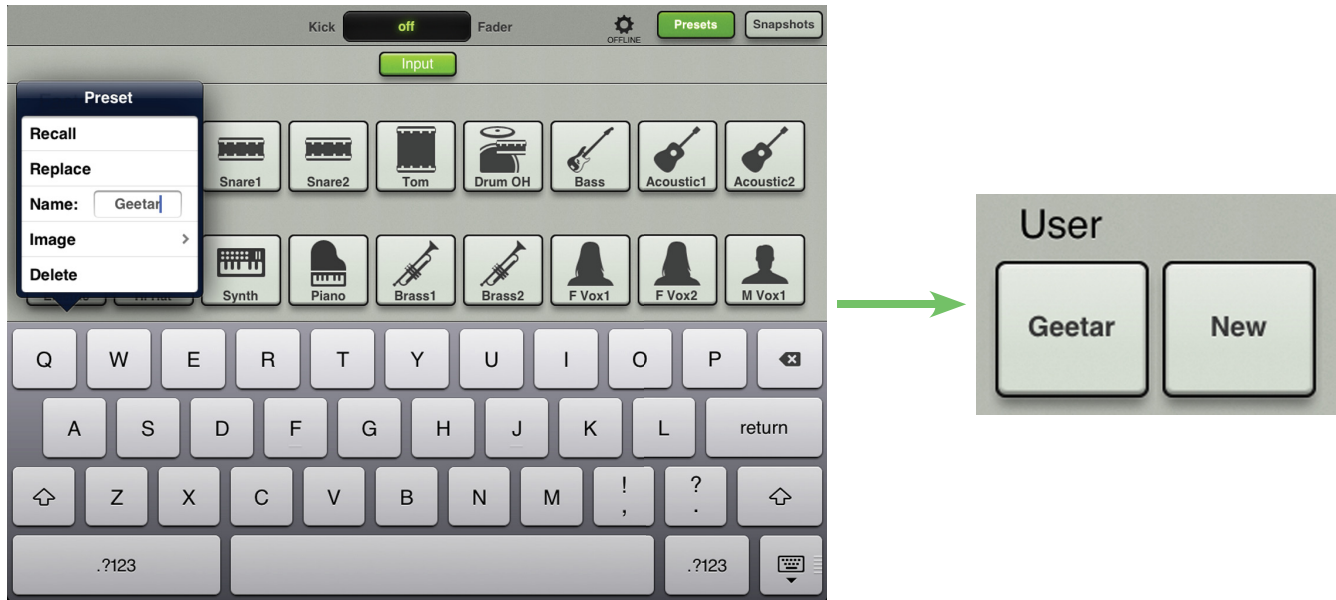 Kick off Fader
OFFLINE
Presets
Snapshots
Input
Preset
Recall
Replace
Name: Geetar
Image
Delete
Snare1 Snare2 Tom Drum OH Bass Acoustic1 Acoustic2
Synth Piano Brass1 Brass2 F Vox1 F Vox2 M Vox1
Q W E R T Y U I O P
A S D F G H J K L return
Z X C V B N M ! , ? .
.?123 .?123
User
Geetar New